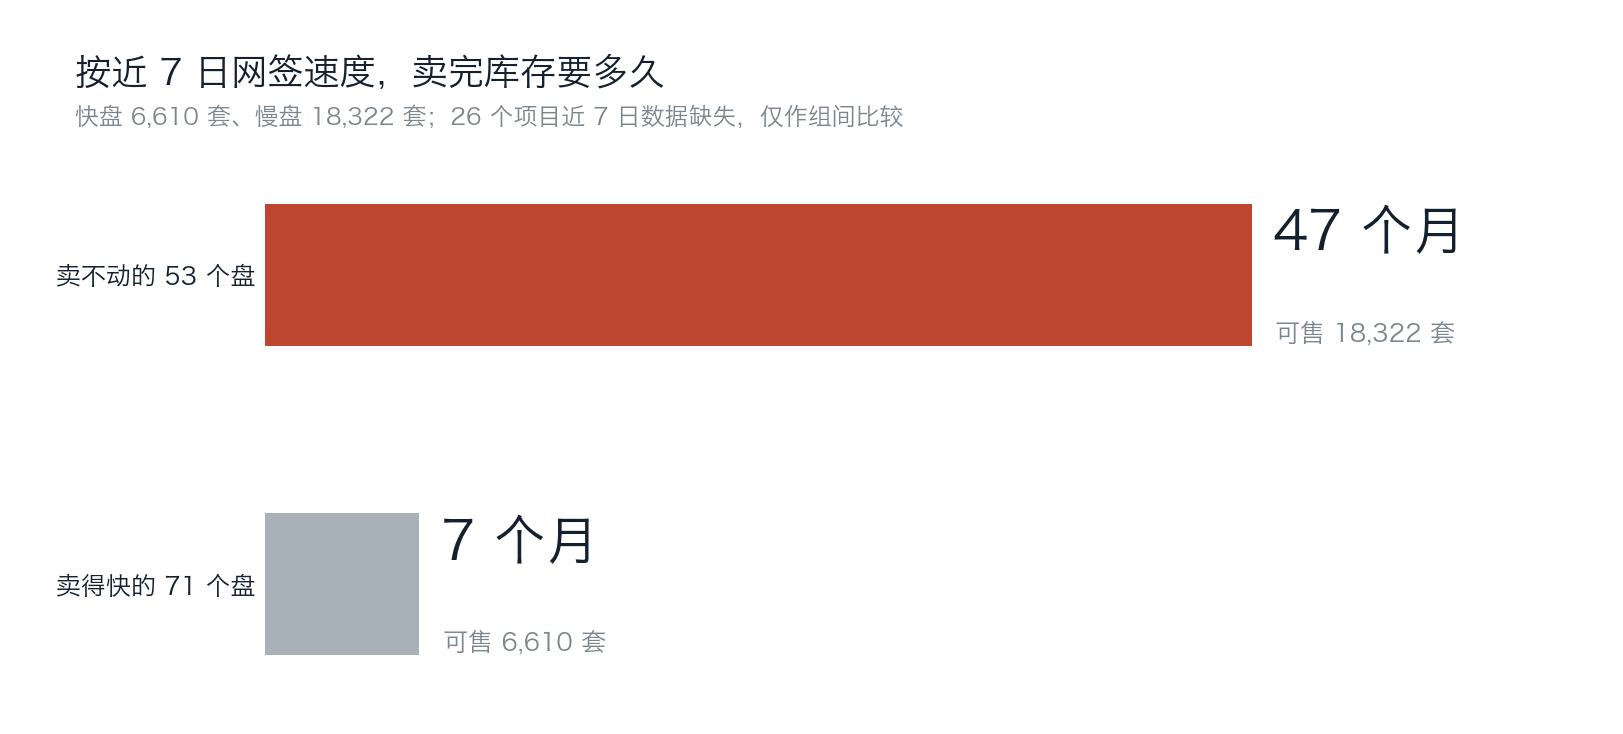 按近 7 日网签速度，卖完库存要多久
快盘 6,610 套、慢盘 18,322 套；26 个项目近 7 日数据缺失，仅作组间比较
卖不动的 53 个盘
47 个月
可售 18,322 套
卖得快的 71 个盘
7 个月
可售 6,610 套